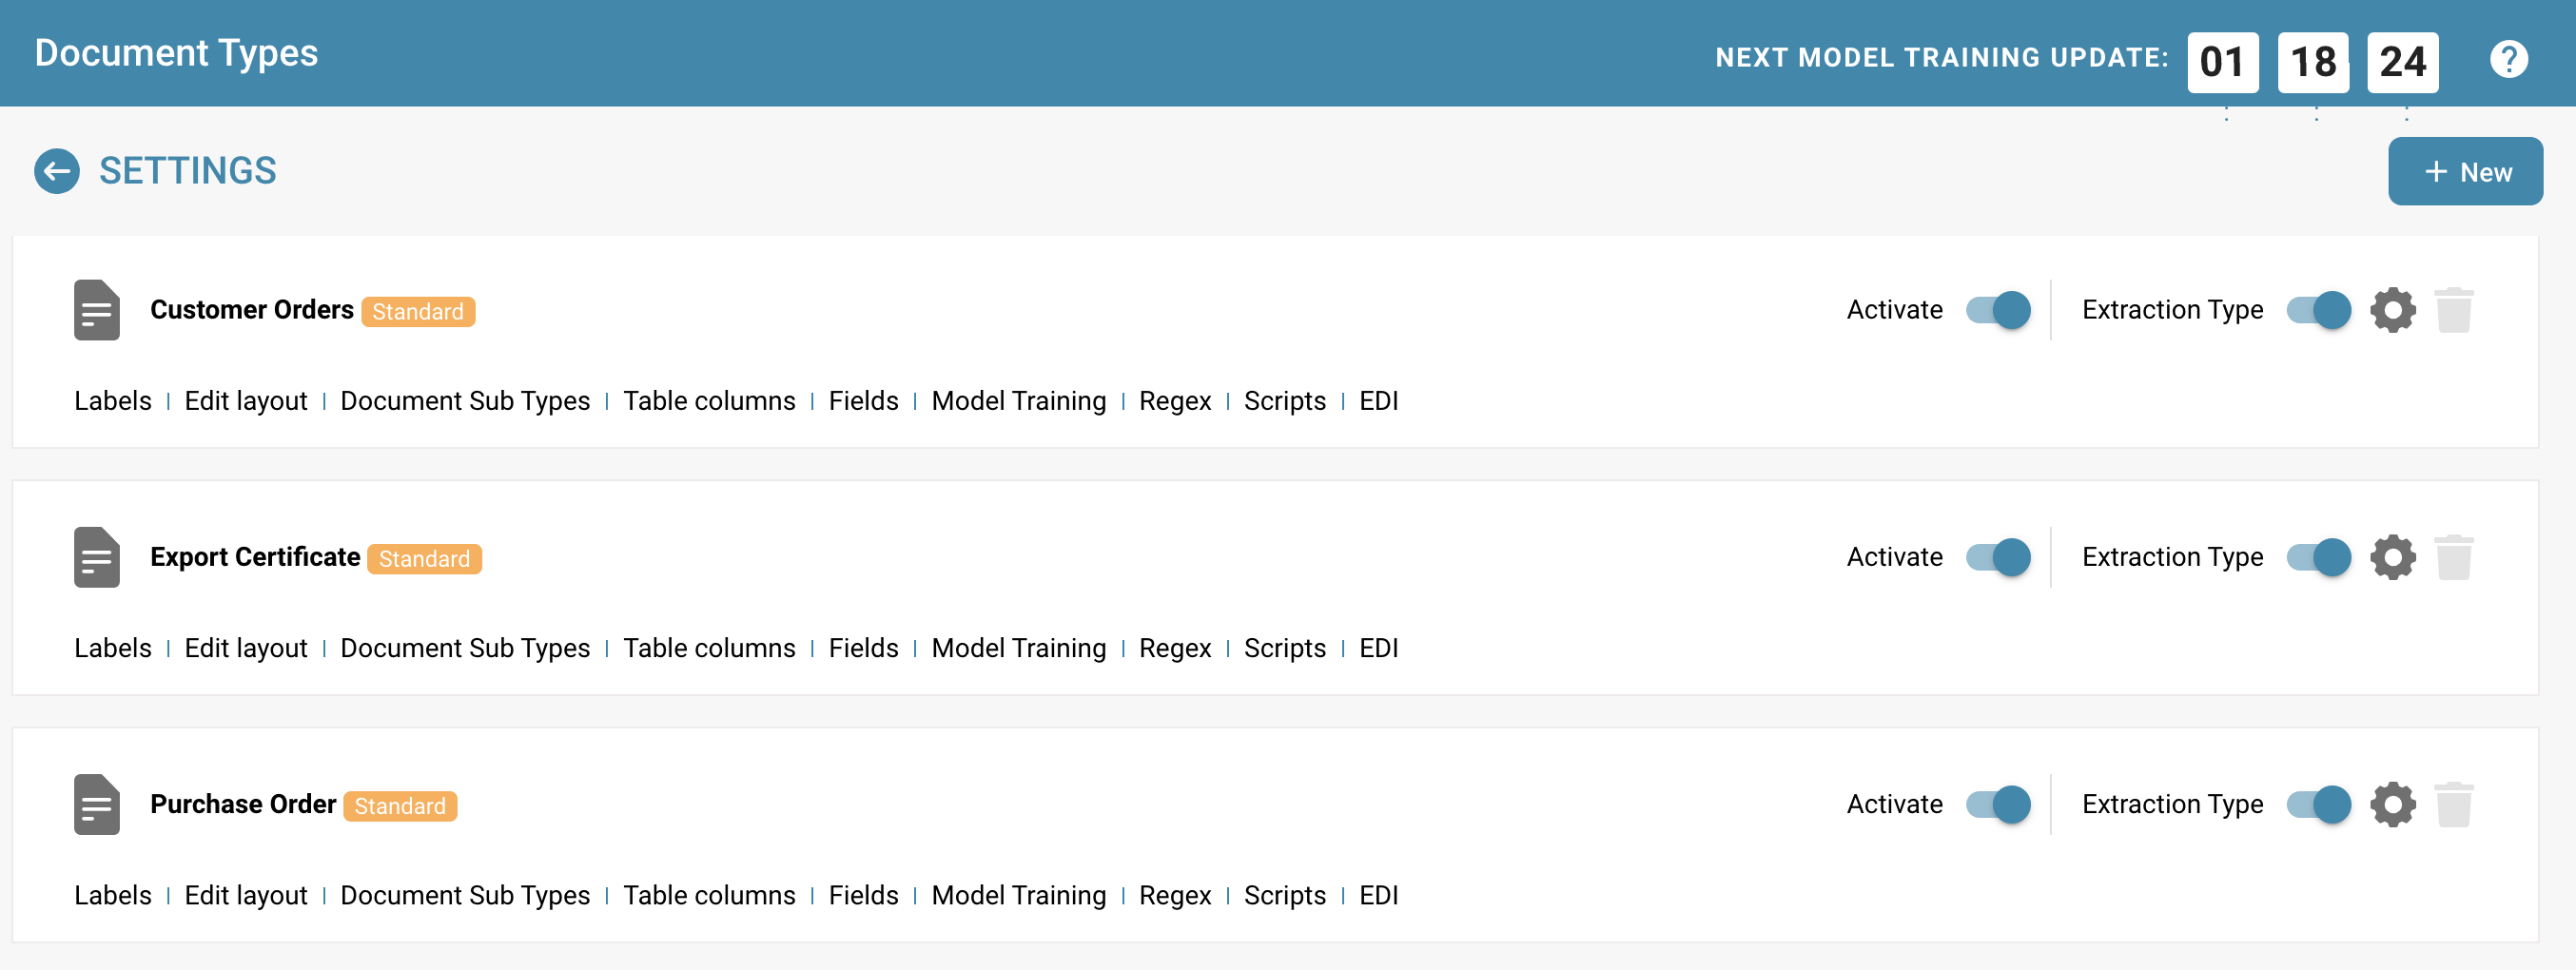 Document Types
NEXT MODEL TRAINING UPDATE: 01 18 24 ?
SETTINGS
+ New
Customer Orders Standard
Activate Extraction Type
Labels | Edit layout | Document Sub Types | Table columns | Fields | Model Training | Regex | Scripts | EDI
Export Certificate Standard
Activate Extraction Type
Labels | Edit layout | Document Sub Types | Table columns | Fields | Model Training | Regex | Scripts | EDI
Purchase Order Standard
Activate Extraction Type
Labels | Edit layout | Document Sub Types | Table columns | Fields | Model Training | Regex | Scripts | EDI